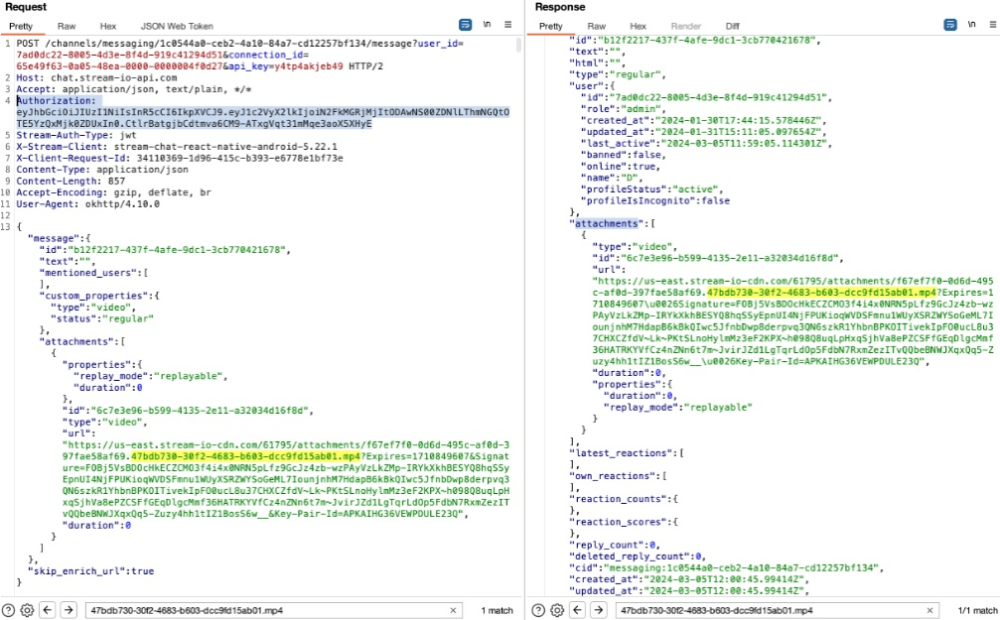 Request
Pretty Raw Hex JSON Web Token
\n
1 POST /channels/messaging/1c0544a0-ceb2-4a10-84a7-cd12257bf134/message?user_id=
7ad0dc22-8005-4d3e-8f4d-919c41294d51&connection_id=
65e49f63-0a05-48ea-0000-0000004f0d27&api_key=y4tp4akjeb49 HTTP/2
2 Host: chat.stream-io-api.com
3 Accept: application/json, text/plain, */*
4 Authorization:
eyJhbGciOiJIUzI1NiIsInR5cCI6IkpXVCJ9.eyJ1c2VyX2lkIjoiN2FkMGRjMjItODAwNS00ZDNlLThmNGQtO
TE5YzQxMjk0ZDUxIn0.CtlrBatgjbCdtmva6CM9-ATxgVqt31mMqe3aoX5XHyE
5 Stream-Auth-Type: jwt
6 X-Stream-Client: stream-chat-react-native-android-5.22.1
7 X-Client-Request-Id: 34110369-1d96-415c-b393-e6778e1bf73e
8 Content-Type: application/json
9 Content-Length: 857
10 Accept-Encoding: gzip, deflate, br
11 User-Agent: okhttp/4.10.0
12
13 {
"message":{
"id":"b12f2217-437f-4afe-9dc1-3cb770421678",
"text":"",
"mentioned_users":[
],
"custom_properties":{
"type":"video",
"status":"regular"
},
"attachments":[
{
"properties":{
"replay_mode":"replayable",
"duration":0
},
"id":"6c7e3e96-b599-4135-2e11-a32034d16f8d",
"type":"video",
"url":
"https://us-east.stream-io-cdn.com/61795/attachments/f67ef7f0-0d6d-495c-af0d-3
97fae58af69.47bdb730-30f2-4683-b603-dcc9fd15ab01.mp4?Expires=1710849607&Signat
ure=FOBj5VsBDOcHkECZCMO3f4i4x0NRN5pLfz9GcJz4zb-wzPAyVzLkZMp-IRYkXkhBESYQ8hqSSy
EpnUI4NjFPUKioqWVDSFmnu1WUyXSRZWYSoGeML7IounjnhM7HdapB6kBkQIwc5JfnbDwp8derpvq3
QN6szkR1YhbnBPKOITivekIpFO0ucL8u37CHXCZfdV~Lk~PKtSLnoHylmMz3eF2KPX~h098Q8uqLpH
xqSjhVa8ePZCSFfGEqDlgcMmf36HATRKYVfCz4nZNn6t7m~JvirJZd1LgTqrLdOp5FdbN7RxmZezIT
vQQbeBNWJXqxQq5-Zuzy4hh1tIZ1BosS6w__&Key-Pair-Id=APKAIHG36VEWPDULE23Q",
"duration":0
}
]
},
"skip_enrich_url":true
}
47bdb730-30f2-4683-b603-dcc9fd15ab01.mp4
1 match
Response
Pretty Raw Hex Render Diff
\n
"id":"b12f2217-437f-4afe-9dc1-3cb770421678",
"text":"",
"html":"",
"type":"regular",
"user":{
"id":"7ad0dc22-8005-4d3e-8f4d-919c41294d51",
"role":"admin",
"created_at":"2024-01-30T17:44:15.578446Z",
"updated_at":"2024-01-31T15:11:05.097654Z",
"last_active":"2024-03-05T11:59:05.114301Z",
"banned":false,
"online":true,
"name":"D",
"profileStatus":"active",
"profileIsIncognito":false
},
"attachments":[
{
"type":"video",
"id":"6c7e3e96-b599-4135-2e11-a32034d16f8d",
"url":
"https://us-east.stream-io-cdn.com/61795/attachments/f67ef7f0-0d6d-495
c-af0d-397fae58af69.47bdb730-30f2-4683-b603-dcc9fd15ab01.mp4?Expires=1
710849607\u0026Signature=FOBj5VsBDOcHkECZCMO3f4i4x0NRN5pLfz9GcJz4zb-wz
PAyVzLkZMp-IRYkXkhBESYQ8hqSSyEpnUI4NjFPUKioqWVDSFmnu1WUyXSRZWYSoGeML7I
ounjnhM7HdapB6kBkQIwc5JfnbDwp8derpvq3QN6szkR1YhbnBPKOITivekIpFO0ucL8u3
7CHXCZfdV~Lk~PKtSLnoHylmMz3eF2KPX~h098Q8uqLpHxqSjhVa8ePZCSFfGEqDlgcMmf
36HATRKYVfCz4nZNn6t7m~JvirJZd1LgTqrLdOp5FdbN7RxmZezITvQQbeBNWJXqxQq5-Z
uzy4hh1tIZ1BosS6w__\u0026Key-Pair-Id=APKAIHG36VEWPDULE23Q",
"duration":0,
"properties":{
"duration":0,
"replay_mode":"replayable"
}
}
],
"latest_reactions":[
],
"own_reactions":[
],
"reaction_counts":{
},
"reaction_scores":{
},
"reply_count":0,
"deleted_reply_count":0,
"cid":"messaging:1c0544a0-ceb2-4a10-84a7-cd12257bf134",
"created_at":"2024-03-05T12:00:45.99414Z",
"updated_at":"2024-03-05T12:00:45.99414Z",
47bdb730-30f2-4683-b603-dcc9fd15ab01.mp4
1/1 match